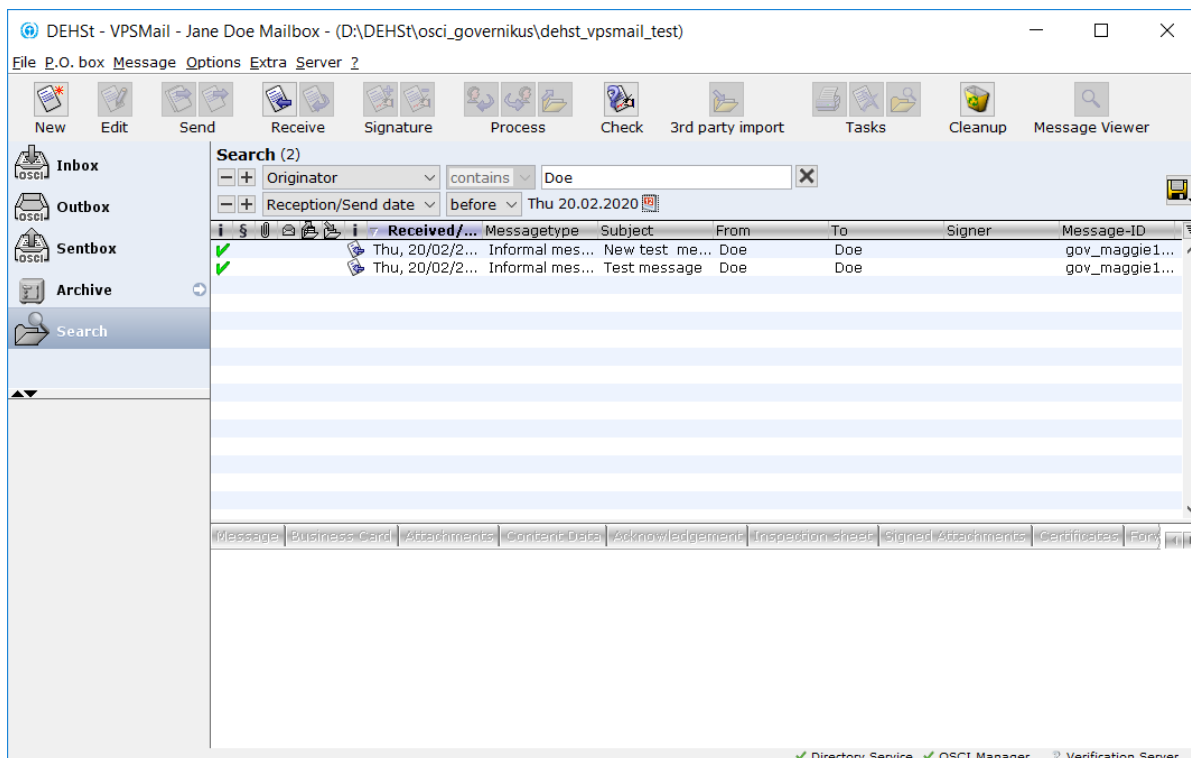 DEHSt - VPSMail - Jane Doe Mailbox - (D:\DEHSt\osci_governikus\dehst_vpsmail_test)
File P.O. box Message Options Extra Server ?
New Edit Send Receive Signature Process Check 3rd party import Tasks Cleanup Message Viewer
Inbox
Outbox
Sentbox
Archive
Search
Search (2)
Originator contains Doe
Reception/Send date before Thu 20.02.2020
i § i Received/... Messagetype Subject From To Signer Message-ID
Thu, 20/02/2... Informal mes... New test me... Doe Doe gov_maggie1...
Thu, 20/02/2... Informal mes... Test message Doe Doe gov_maggie1...
Message Business Card Attachments Content Data Acknowledgement Inspection sheet Signed Attachments Certificates Forw
Directory Service OSCI Manager ? Verification Server